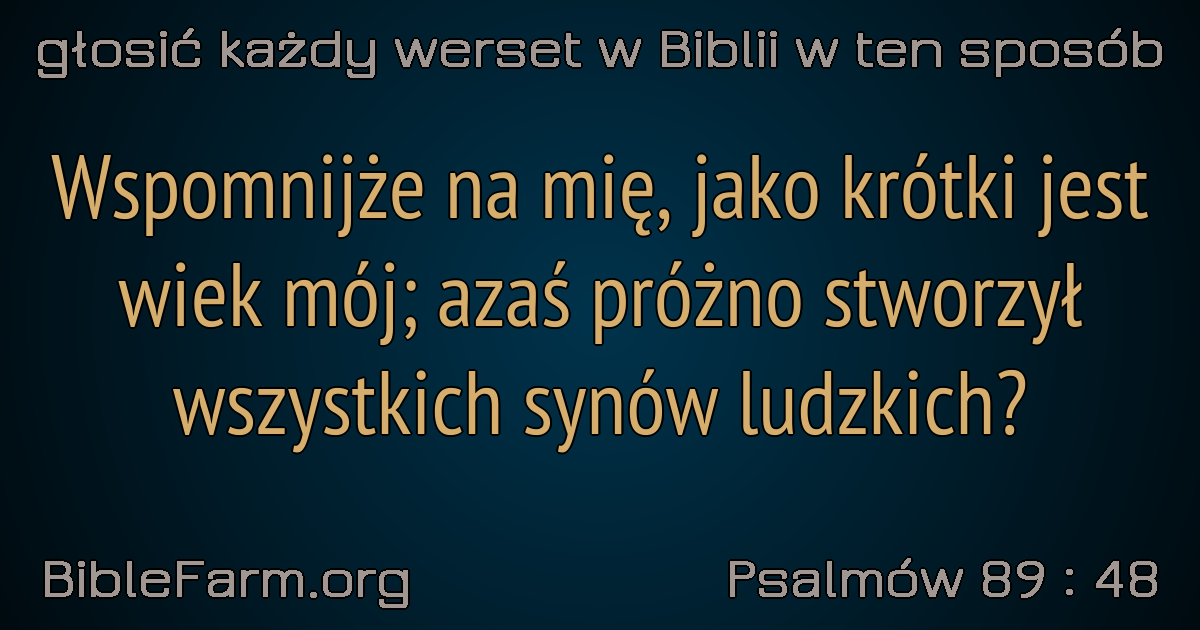 głosić każdy werset w Biblii w ten sposób
Wspomnijże na mię, jako krótki jest
wiek mój; azaś próżno stworzył
wszystkich synów ludzkich?
BibleFarm.org
Psalmów 89 : 48